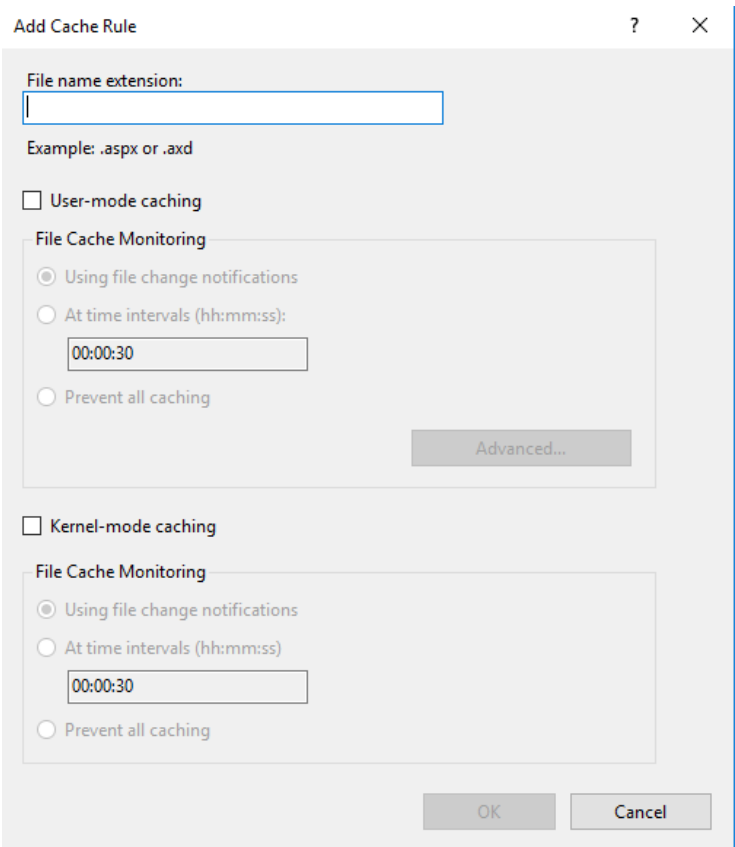 Add Cache Rule ?
File name extension:
Example: .aspx or .axd
User-mode caching
File Cache Monitoring
Using file change notifications
At time intervals (hh:mm:ss):
00:00:30
Prevent all caching
Advanced...
Kernel-mode caching
File Cache Monitoring
Using file change notifications
At time intervals (hh:mm:ss)
00:00:30
Prevent all caching
OK Cancel